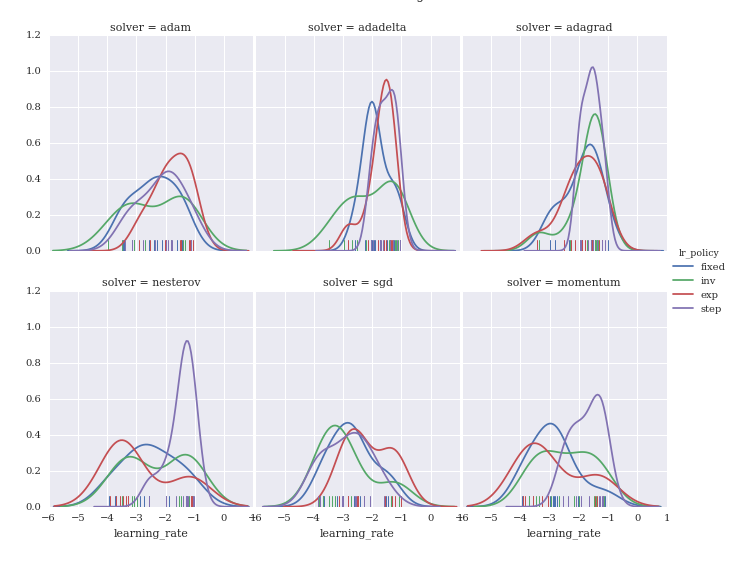 solver = adam
solver = adadelta
solver = adagrad
1.2
1.0
0.8
0.6
0.4
0.2
0.0
lr_policy
fixed
inv
exp
step
solver = nesterov
solver = sgd
solver = momentum
1.2
1.0
0.8
0.6
0.4
0.2
0.0
−6 −5 −4 −3 −2 −1 0 −5 −4 −3 −2 −1 0 −5 −4 −3 −2 −1 0 1
learning_rate learning_rate learning_rate